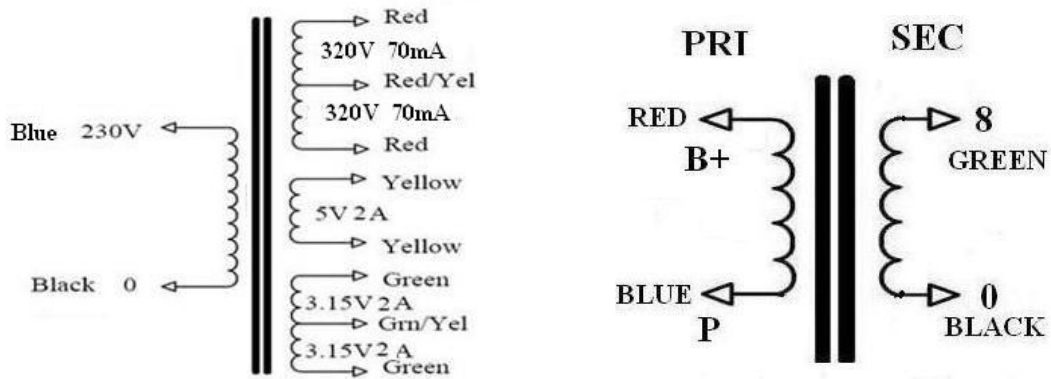 Red
320V 70mA
Red/Yel
320V 70mA
Red
Blue 230V
Yellow
5V 2A
Yellow
Black 0
Green
3.15V 2A
Grn/Yel
3.15V 2A
Green
PRI SEC
RED
B+
8
GREEN
BLUE
P
0
BLACK